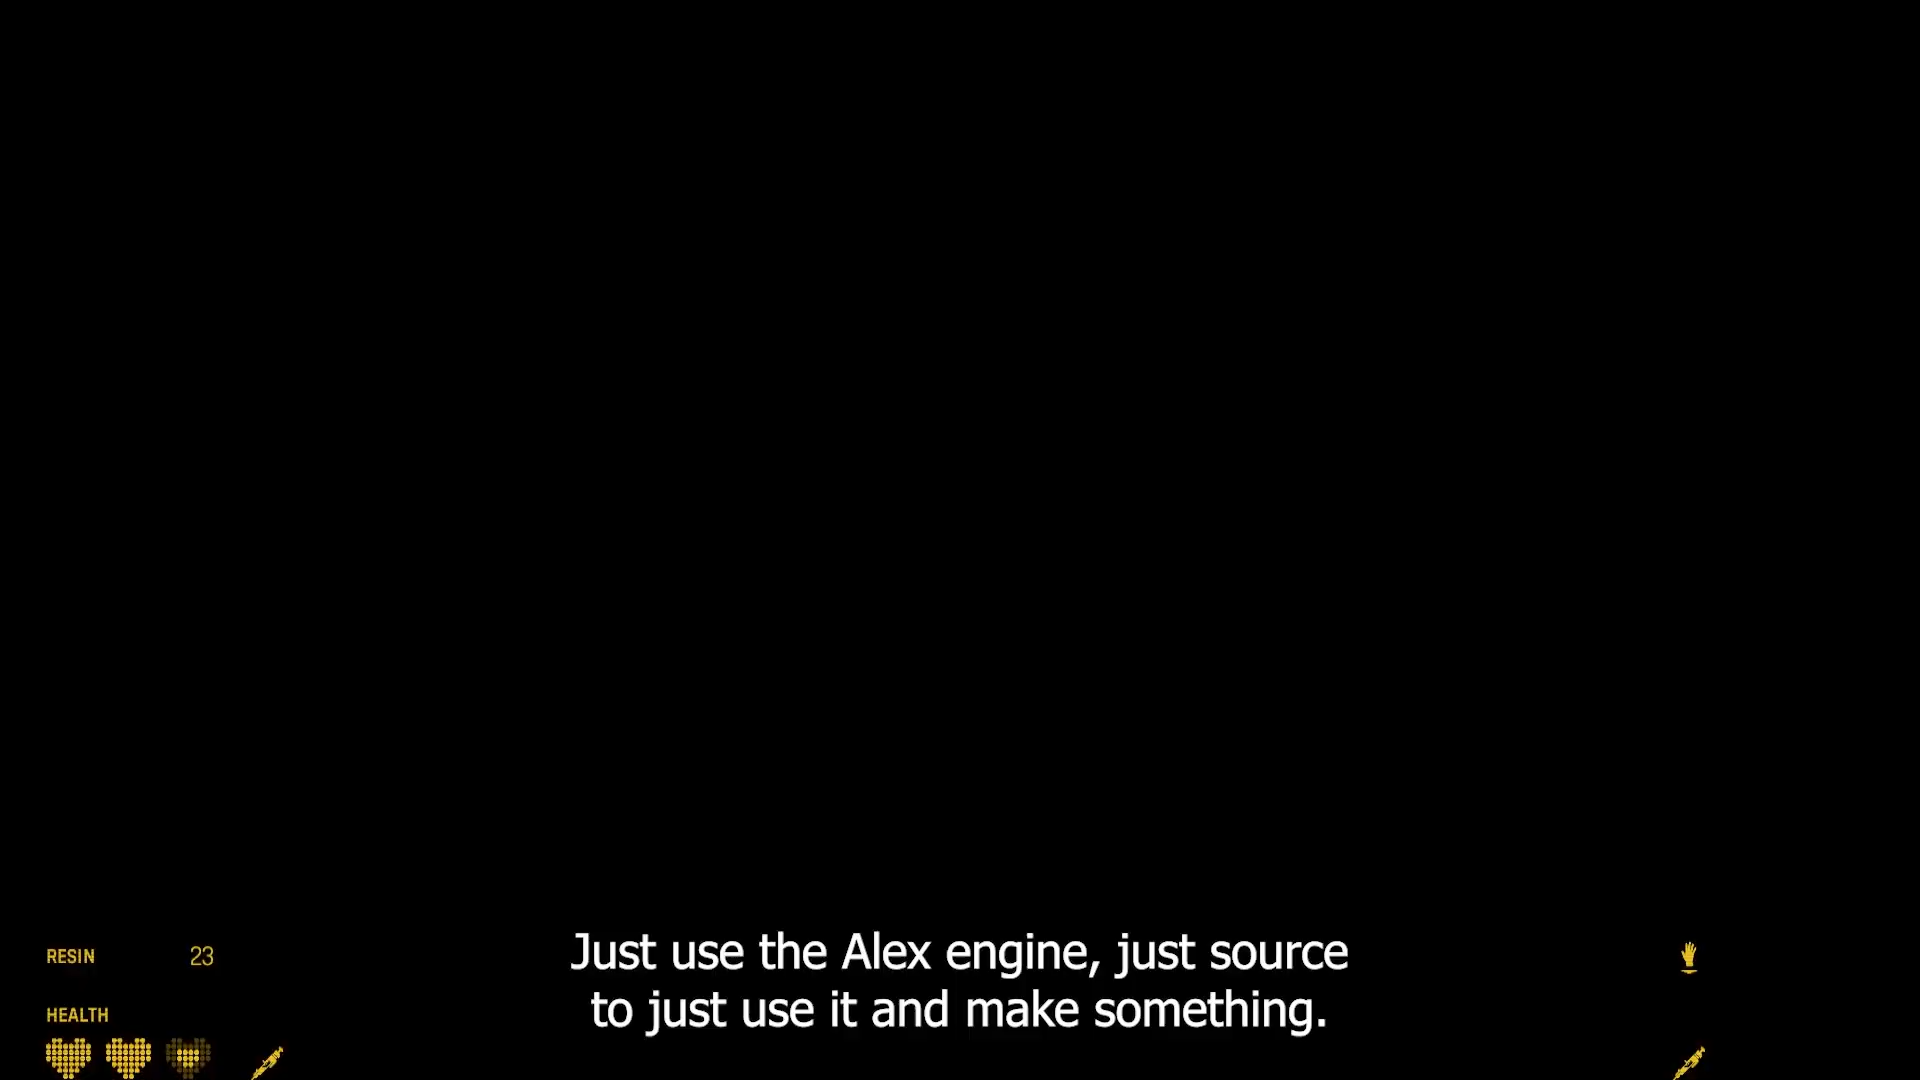 RESIN 23
HEALTH
Just use the Alex engine, just source
to just use it and make something.